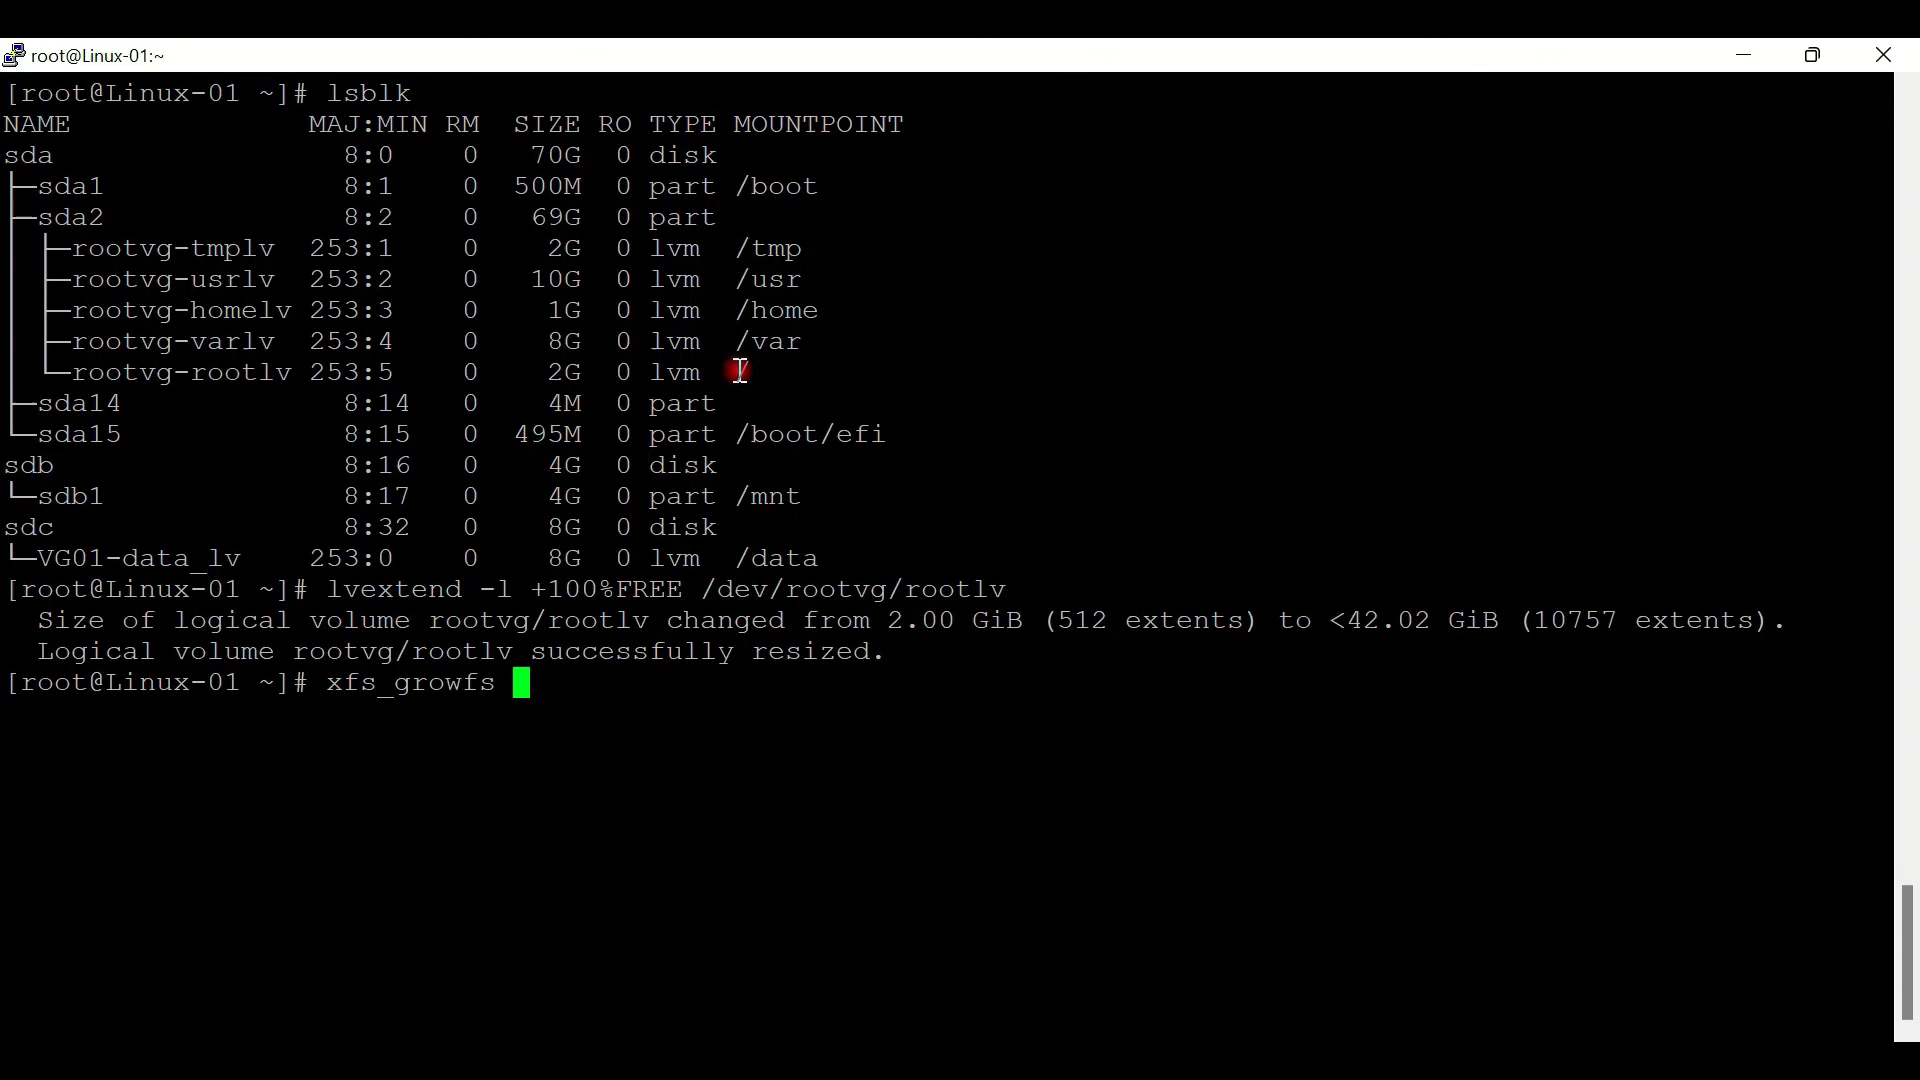 root@Linux-01:~
[root@Linux-01 ~]# lsblk
NAME              MAJ:MIN RM  SIZE RO TYPE MOUNTPOINT
sda                 8:0    0   70G  0 disk
├─sda1              8:1    0  500M  0 part /boot
├─sda2              8:2    0   69G  0 part
│ ├─rootvg-tmplv  253:1    0    2G  0 lvm  /tmp
│ ├─rootvg-usrlv  253:2    0   10G  0 lvm  /usr
│ ├─rootvg-homelv 253:3    0    1G  0 lvm  /home
│ ├─rootvg-varlv  253:4    0    8G  0 lvm  /var
│ └─rootvg-rootlv 253:5    0    2G  0 lvm  /
├─sda14             8:14   0    4M  0 part
└─sda15             8:15   0  495M  0 part /boot/efi
sdb                 8:16   0    4G  0 disk
└─sdb1              8:17   0    4G  0 part /mnt
sdc                 8:32   0    8G  0 disk
└─VG01-data_lv    253:0    0    8G  0 lvm  /data
[root@Linux-01 ~]# lvextend -l +100%FREE /dev/rootvg/rootlv
  Size of logical volume rootvg/rootlv changed from 2.00 GiB (512 extents) to <42.02 GiB (10757 extents).
  Logical volume rootvg/rootlv successfully resized.
[root@Linux-01 ~]# xfs_growfs